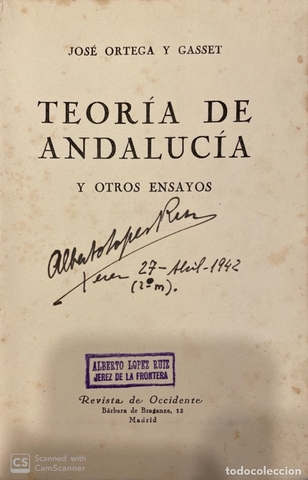 JOSÉ ORTEGA Y GASSET
TEORÍA DE
ANDALUCÍA
Y OTROS ENSAYOS
Alberto Lopez Ruiz
Jerez 27-Abril-1942
(2º m).
ALBERTO LOPEZ RUIZ
JEREZ DE LA FRONTERA
Revista de Occidente
Bárbara de Braganza, 12
Madrid
CS Scanned with
CamScanner
todocoleccion